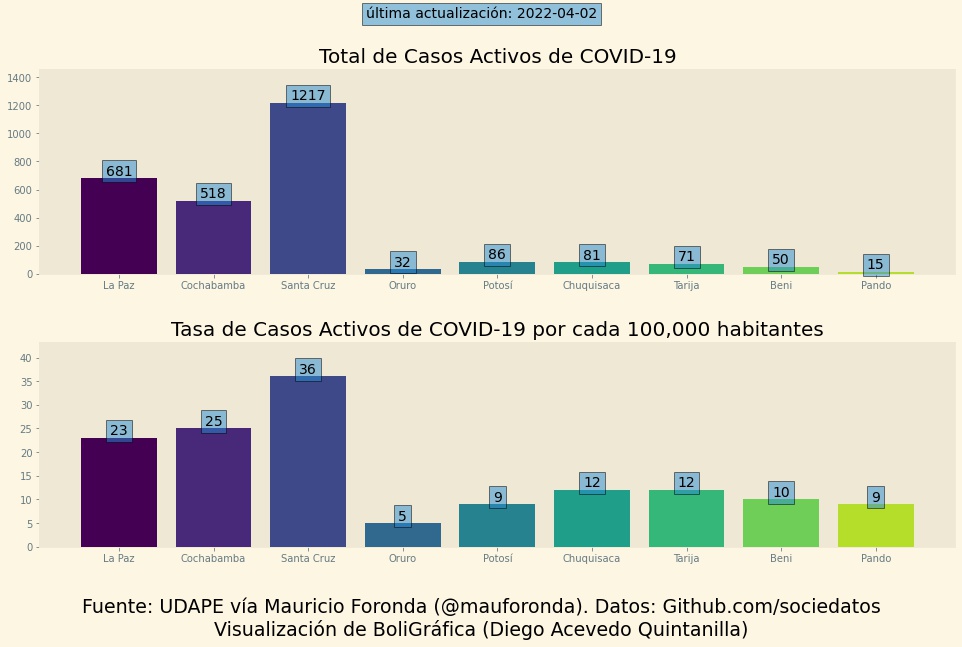 última actualización: 2022-04-02
Total de Casos Activos de COVID-19
1400
1200
1000
800
600
400
200
0
681
518
1217
32
86
81
71
50
15
La Paz
Cochabamba
Santa Cruz
Oruro
Potosí
Chuquisaca
Tarija
Beni
Pando
Tasa de Casos Activos de COVID-19 por cada 100,000 habitantes
40
35
30
25
20
15
10
5
0
23
25
36
5
9
12
12
10
9
La Paz
Cochabamba
Santa Cruz
Oruro
Potosí
Chuquisaca
Tarija
Beni
Pando
Fuente: UDAPE vía Mauricio Foronda (@mauforonda). Datos: Github.com/sociedatos
Visualización de BoliGráfica (Diego Acevedo Quintanilla)